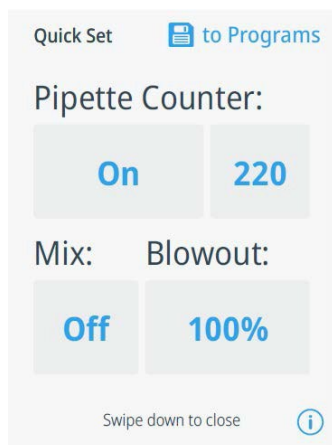 Quick Set to Programs
Pipette Counter:
On 220
Mix: Blowout:
Off 100%
Swipe down to close i